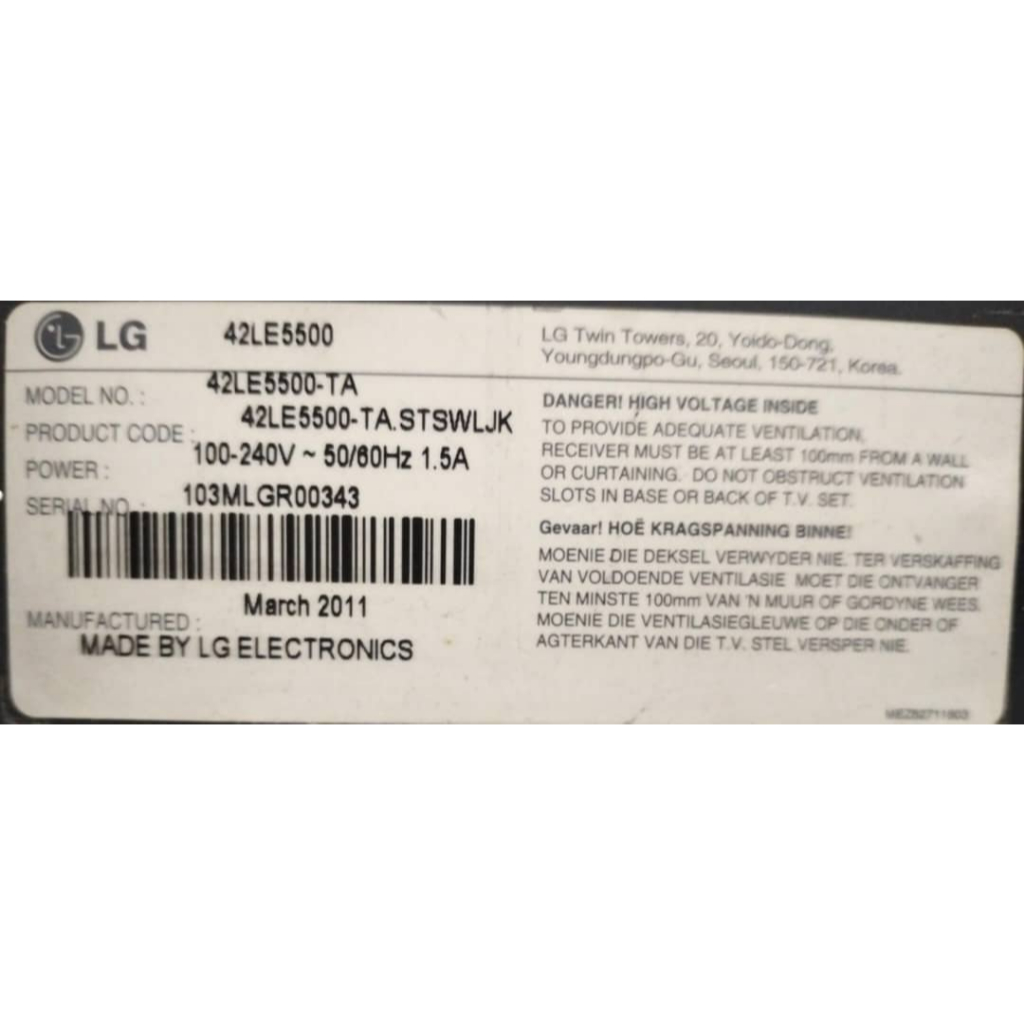 LG 42LE5500
MODEL NO. : 42LE5500-TA
PRODUCT CODE : 42LE5500-TA.STSWLJK
POWER : 100-240V ~ 50/60Hz 1.5A
SERIAL NO. : 103MLGR00343
MANUFACTURED : March 2011
MADE BY LG ELECTRONICS
LG Twin Towers, 20, Yoido-Dong,
Youngdungpo-Gu, Seoul, 150-721, Korea.
DANGER! HIGH VOLTAGE INSIDE
TO PROVIDE ADEQUATE VENTILATION,
RECEIVER MUST BE AT LEAST 100mm FROM A WALL
OR CURTAINING. DO NOT OBSTRUCT VENTILATION
SLOTS IN BASE OR BACK OF T.V. SET.
Gevaar! HOË KRAGSPANNING BINNE!
MOENIE DIE DEKSEL VERWYDER NIE. TER VERSKAFFING
VAN VOLDOENDE VENTILASIE MOET DIE ONTVANGER
TEN MINSTE 100mm VAN 'N MUUR OF GORDYNE WEES.
MOENIE DIE VENTILASIEGLEUWE OP DIE ONDER OF
AGTERKANT VAN DIE T.V. STEL VERSPER NIE.